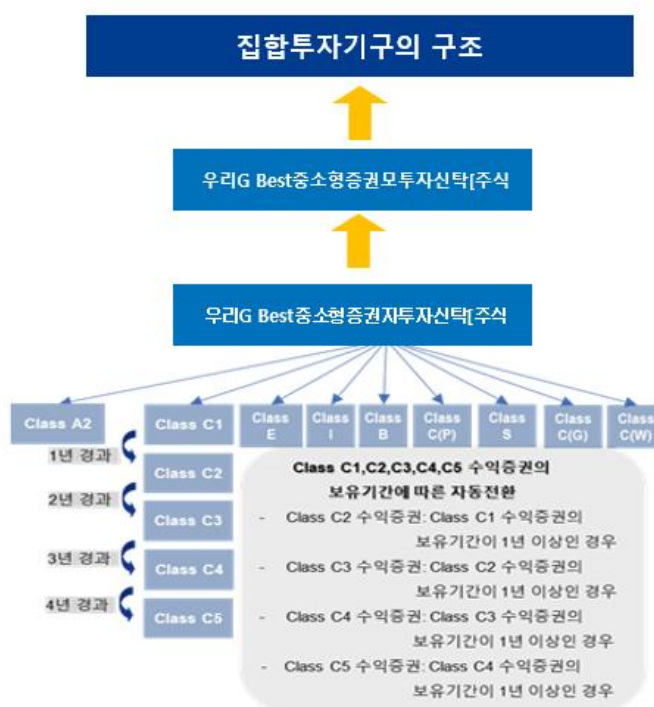 집합투자기구의 구조
우리G Best중소형증권모투자신탁[주식
우리G Best중소형증권자투자신탁[주식
Class A2
Class C1
Class
E
Class
I
Class
B
Class
C(P)
Class
S
Class
C(G)
Class
C(W)
1년 경과
Class C2
2년 경과
Class C3
3년 경과
Class C4
4년 경과
Class C5
Class C1,C2,C3,C4,C5 수익증권의
보유기간에 따른 자동전환
- Class C2 수익증권: Class C1 수익증권의
보유기간이 1년 이상인 경우
- Class C3 수익증권: Class C2 수익증권의
보유기간이 1년 이상인 경우
- Class C4 수익증권: Class C3 수익증권의
보유기간이 1년 이상인 경우
- Class C5 수익증권: Class C4 수익증권의
보유기간이 1년 이상인 경우